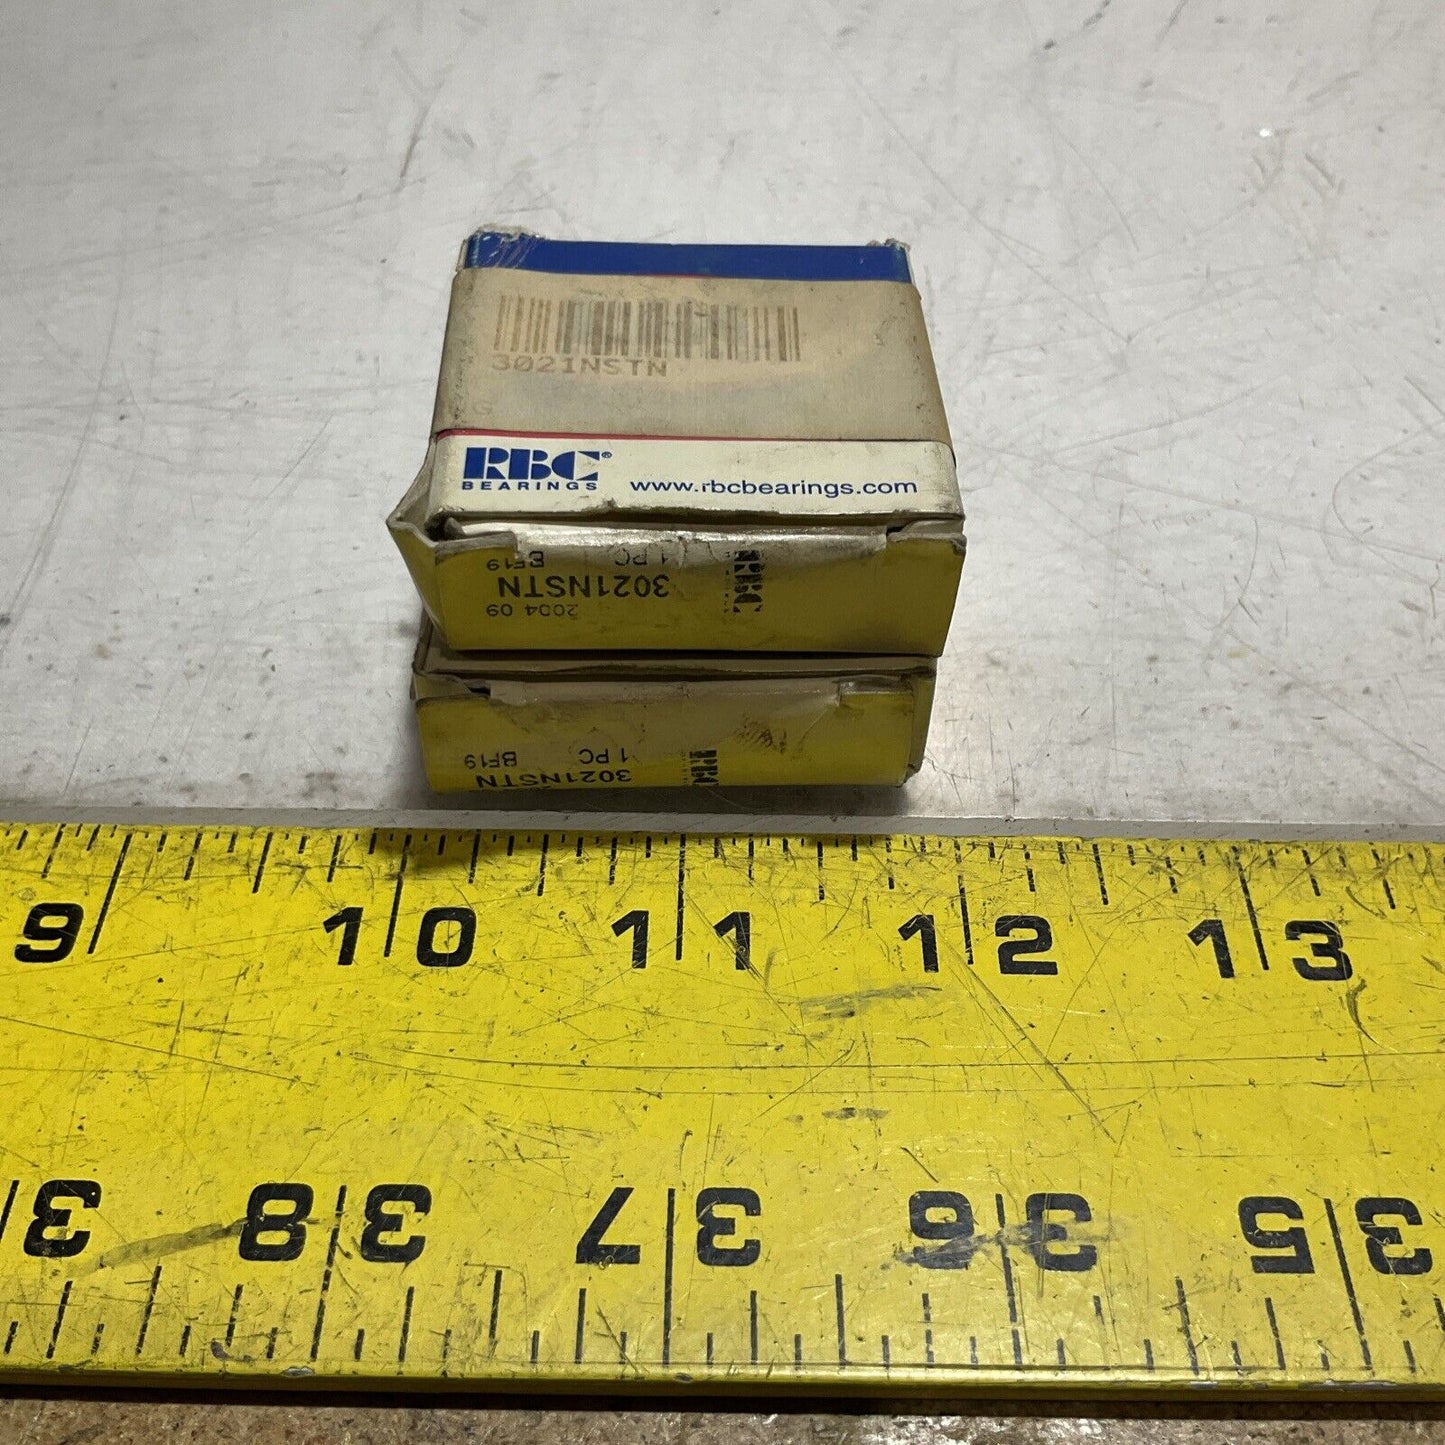 3021NSTN
G
RBC®
BEARINGS
www.rbcbearings.com
2004 09
3021NSTN
BF19 1 PC
RBC
3021NSTN
BF19 1 PC
RBC
9 10 11 12 13
35 36 37 38 3